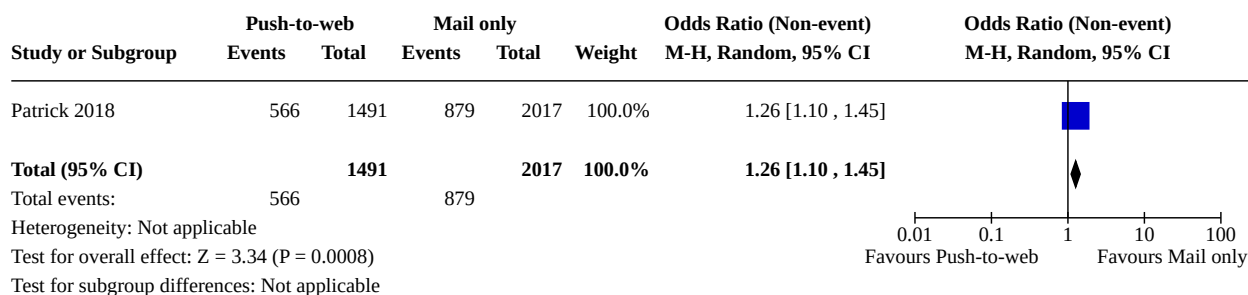 Push-to-web Mail only Odds Ratio (Non-event) Odds Ratio (Non-event)
Study or Subgroup Events Total Events Total Weight M-H, Random, 95% CI M-H, Random, 95% CI
Patrick 2018 566 1491 879 2017 100.0% 1.26 [1.10 , 1.45]
Total (95% CI) 1491 2017 100.0% 1.26 [1.10 , 1.45]
Total events: 566 879
Heterogeneity: Not applicable
0.01 0.1 1 10 100
Test for overall effect: Z = 3.34 (P = 0.0008) Favours Push-to-web Favours Mail only
Test for subgroup differences: Not applicable